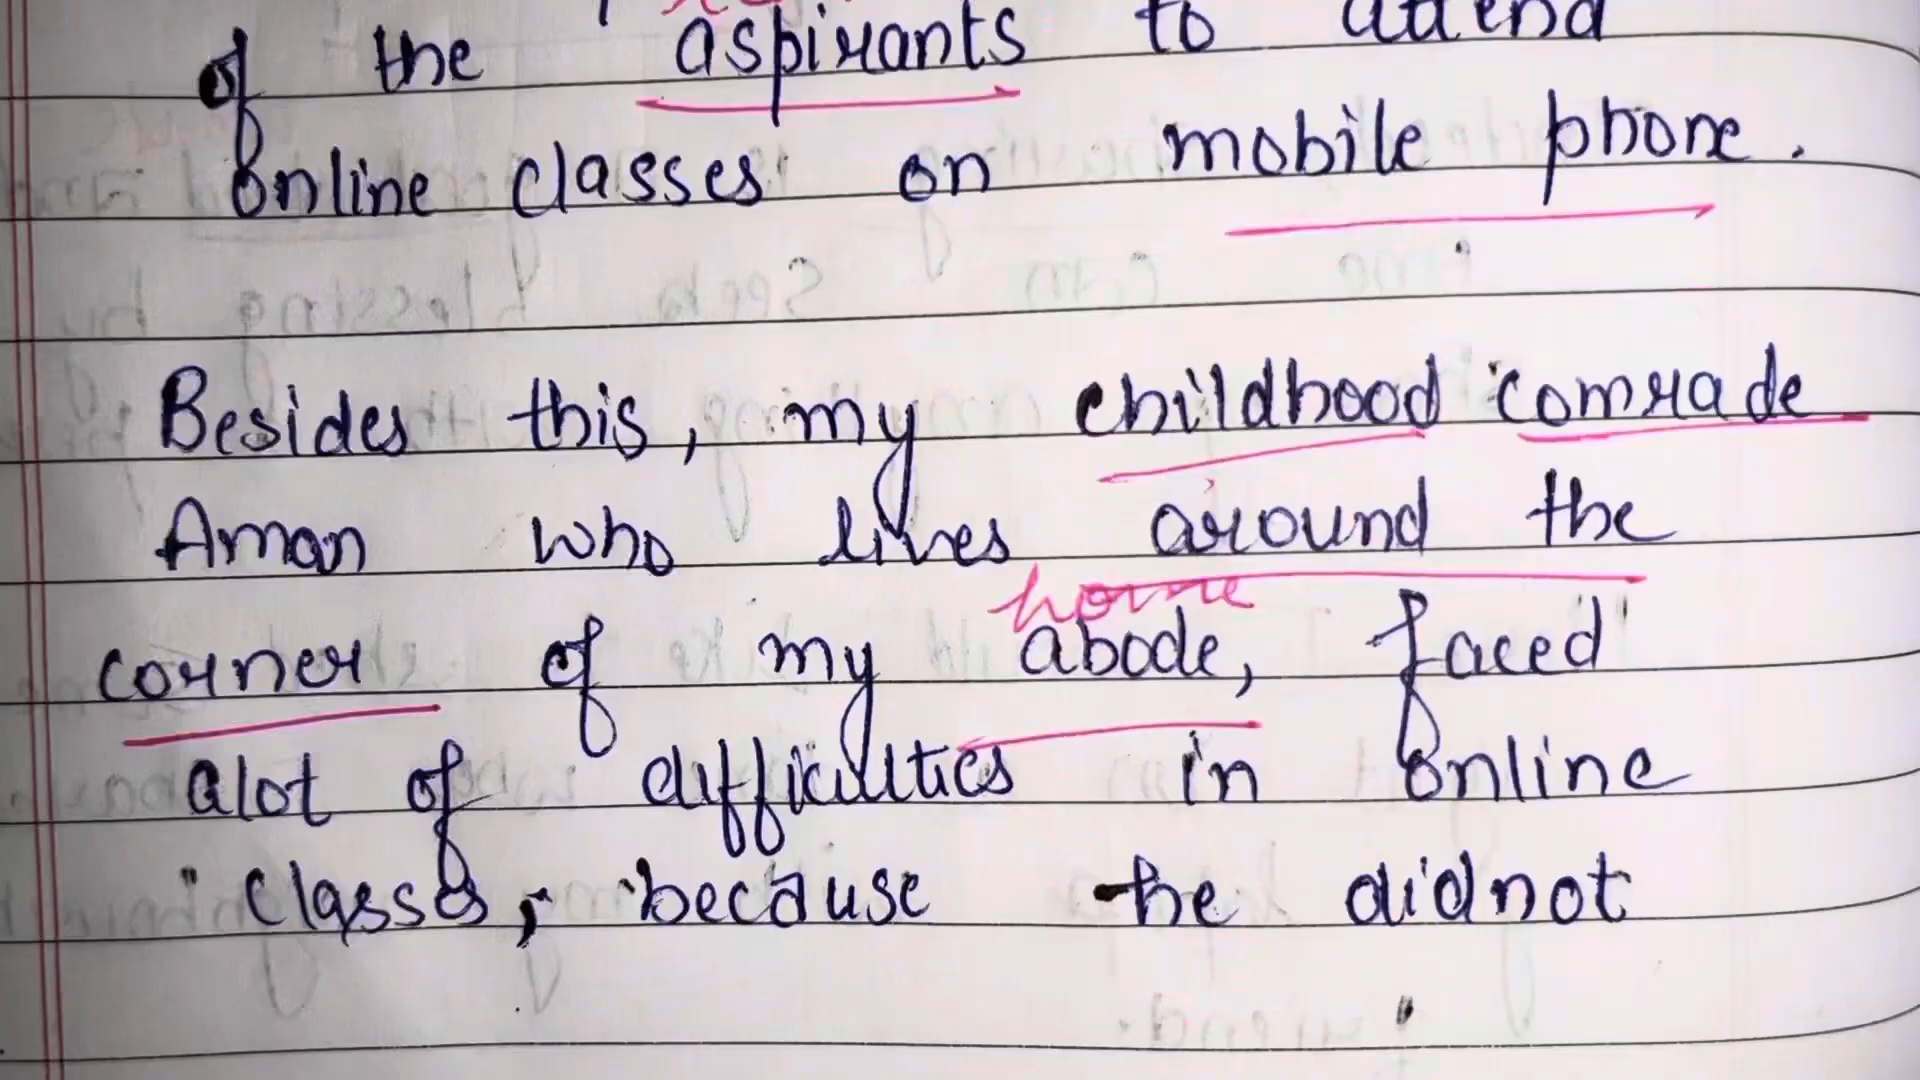 of the aspirants to attend
online classes on mobile phone.
Besides this, my childhood comrade
Aman who lives around the
home
corner of my abode, faced
alot of difficulties in online
classes, because he didnot